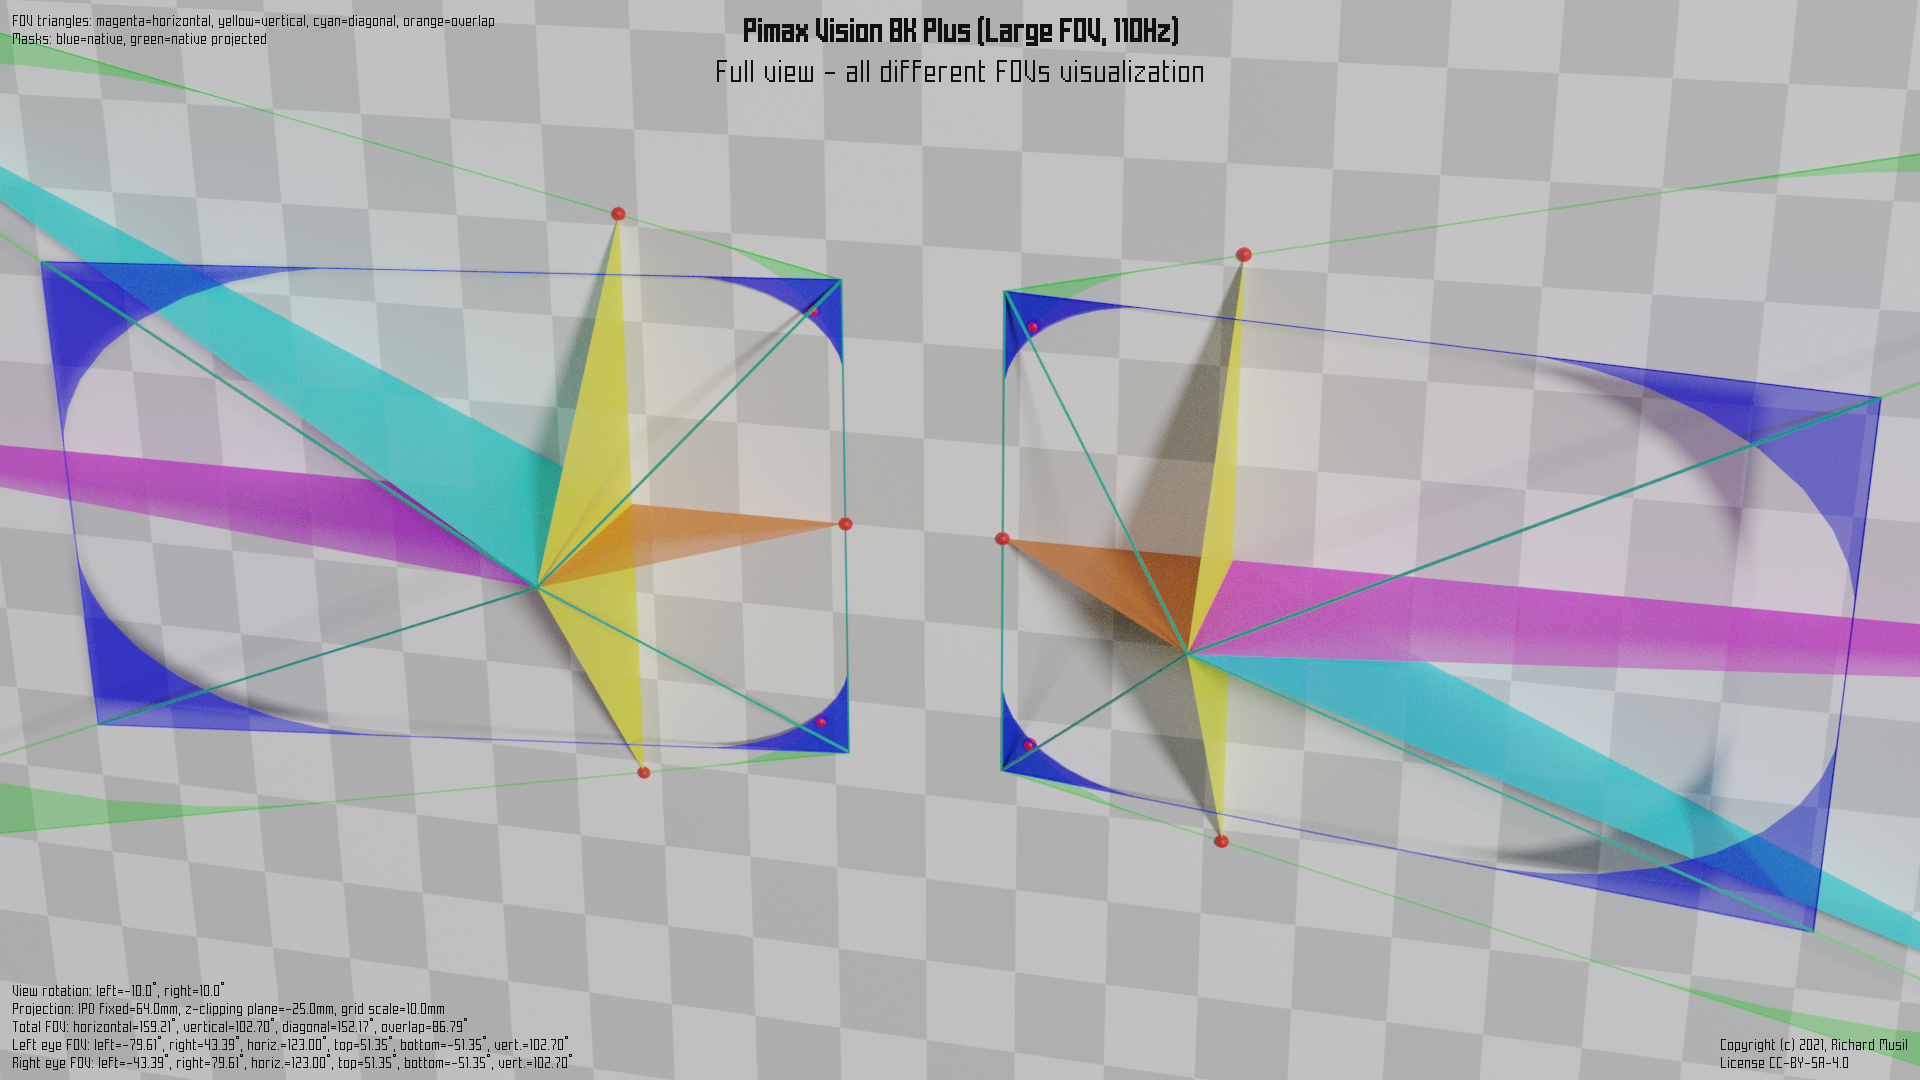 FOV triangles: magenta=horizontal, yellow=vertical, cyan=diagonal, orange=overlap
Masks: blue=native, green=native projected
Pimax Vision 8K Plus (Large FOV, 110Hz)
Full view - all different FOVs visualization
View rotation: left=-10.0°, right=10.0°
Projection: IPD fixed=64.0mm, z-clipping plane=-25.0mm, grid scale=10.0mm
Total FOV: horizontal=159.21°, vertical=102.70°, diagonal=152.17°, overlap=86.79°
Left eye FOV: left=-79.61°, right=43.39°, horiz.=123.00°, top=51.35°, bottom=-51.35°, vert.=102.70°
Right eye FOV: left=-43.39°, right=79.61°, horiz.=123.00°, top=51.35°, bottom=-51.35°, vert.=102.70°
Copyright (c) 2021, Richard Musil
License CC-BY-SA-4.0